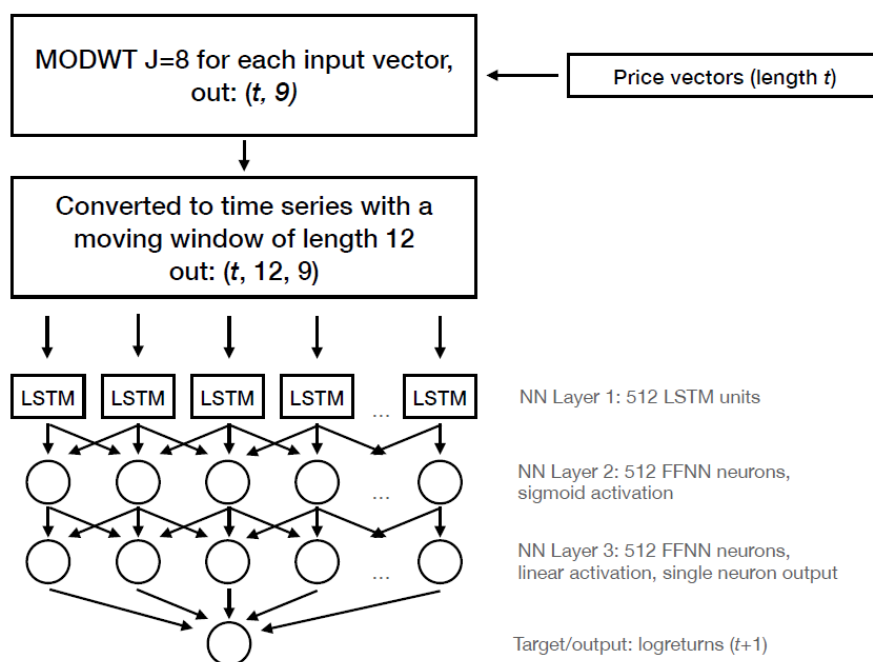 MODWT J=8 for each input vector,
out: (t, 9)
Price vectors (length t)
Converted to time series with a
moving window of length 12
out: (t, 12, 9)
LSTM LSTM LSTM LSTM ... LSTM
NN Layer 1: 512 LSTM units
...
NN Layer 2: 512 FFNN neurons,
sigmoid activation
...
NN Layer 3: 512 FFNN neurons,
linear activation, single neuron output
Target/output: logreturns (t+1)